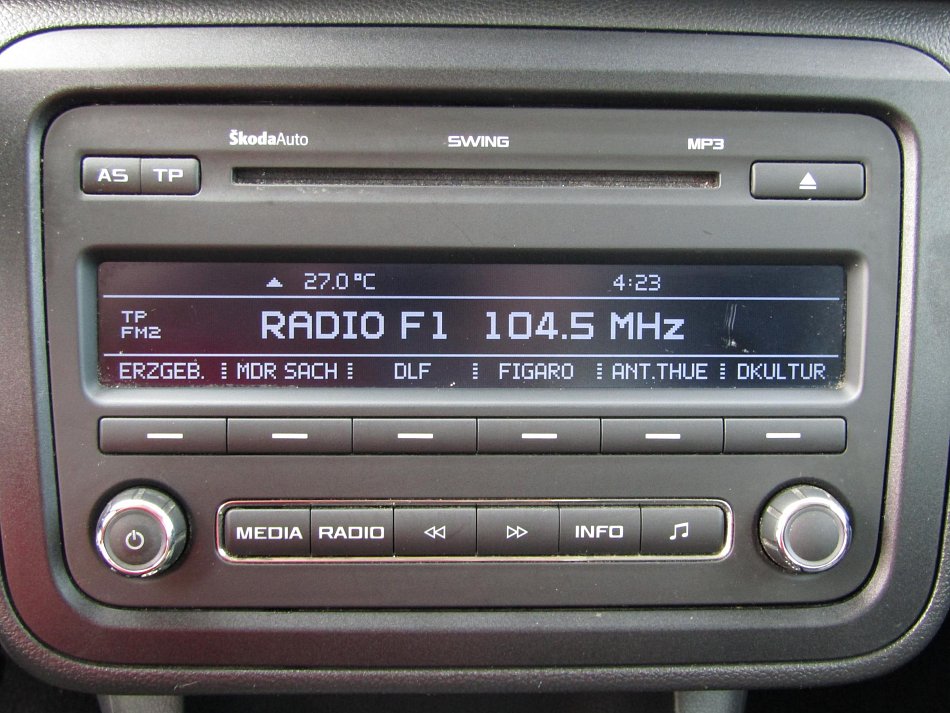 ŠkodaAuto SWING MP3
AS TP
27.0 °C 4:23
TP
FM2
RADIO F1 104.5 MHz
ERZGEB. MDR SACH DLF FIGARO ANT.THUE DKULTUR
MEDIA RADIO INFO